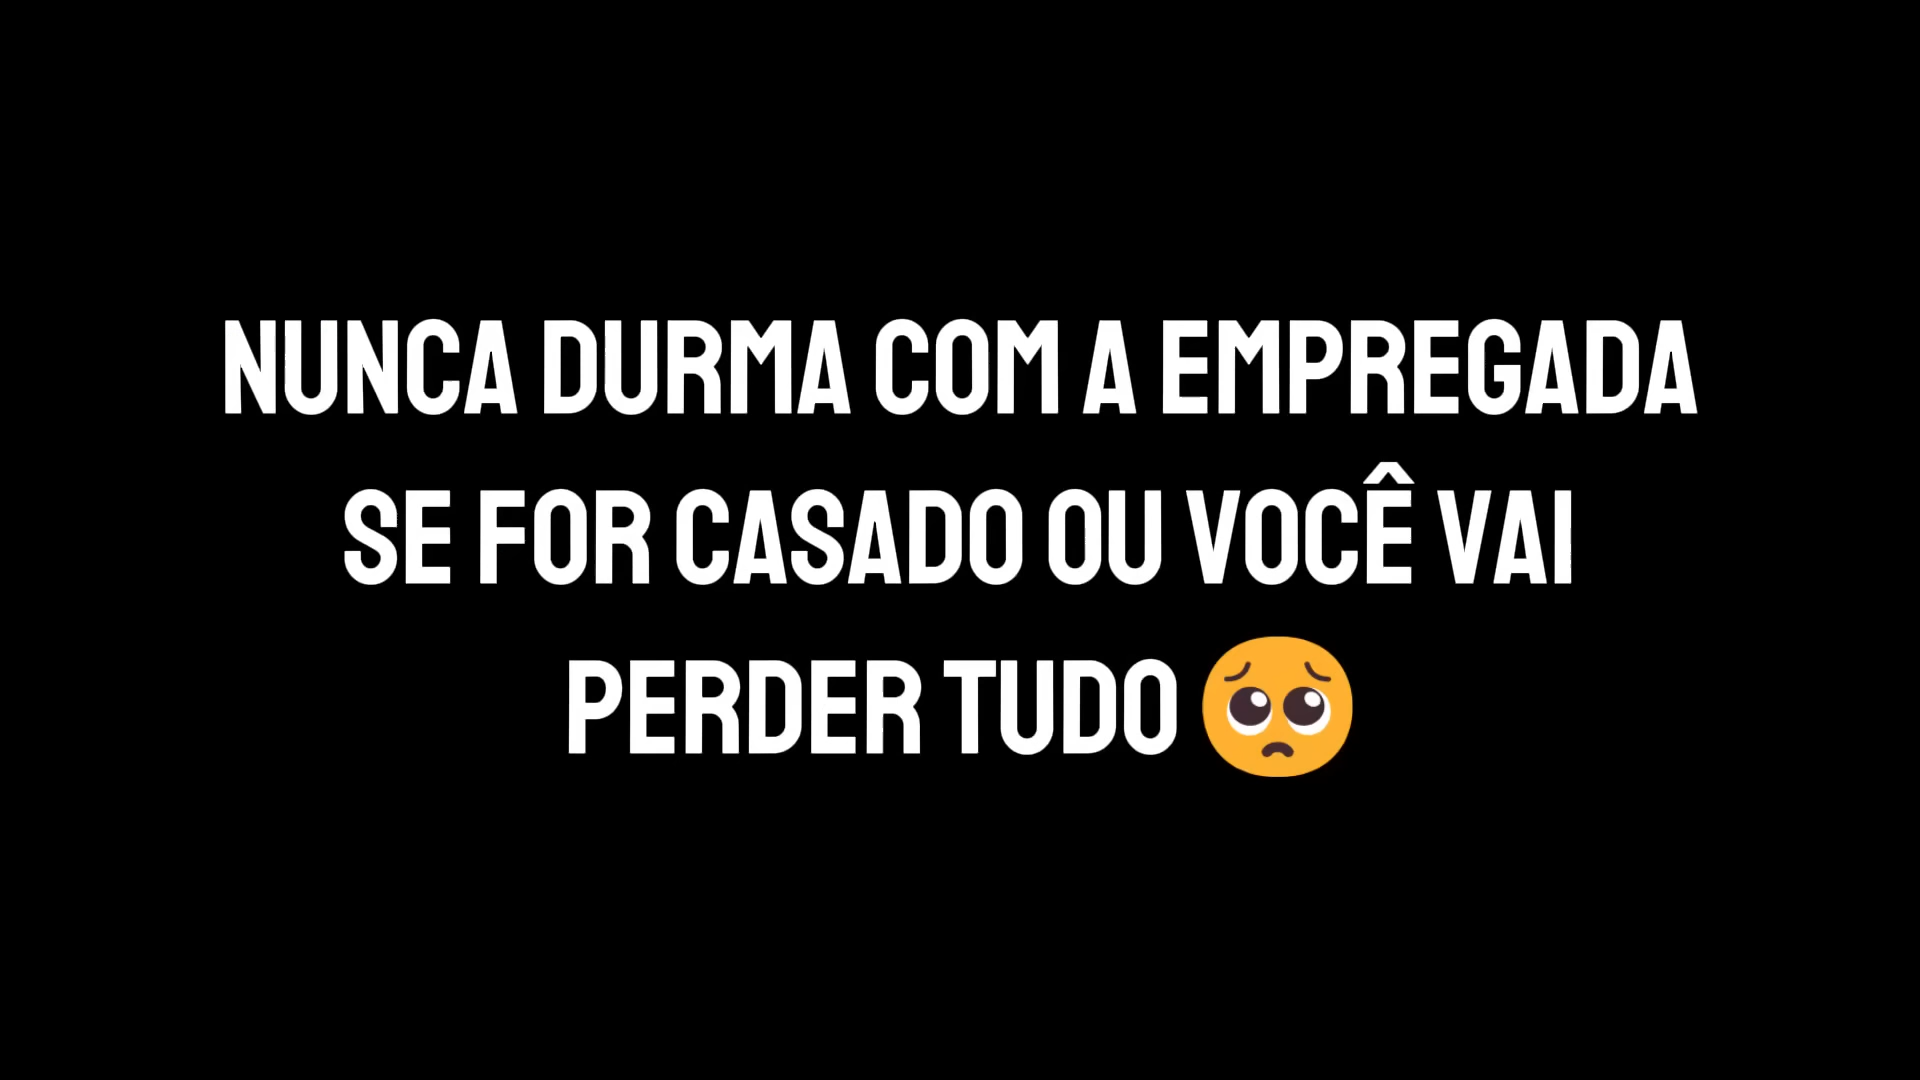 NUNCA DURMA COM A EMPREGADA
SE FOR CASADO OU VOCÊ VAI
PERDER TUDO 🥺